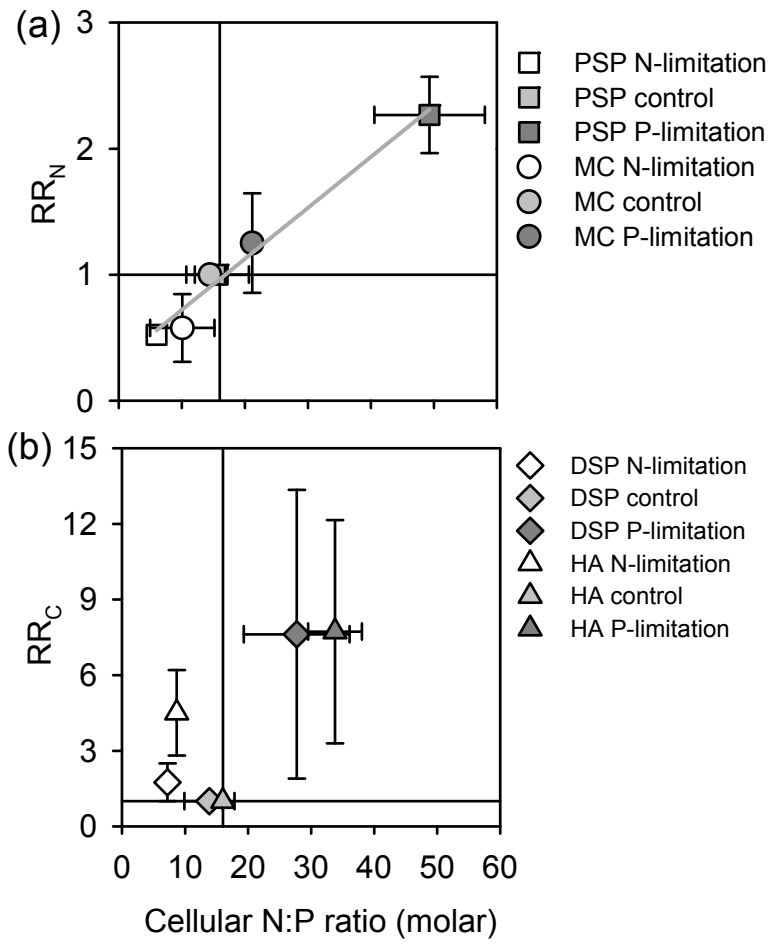 (a)
3
2
1
0
RR_N
PSP N-limitation
PSP control
PSP P-limitation
MC N-limitation
MC control
MC P-limitation
(b)
15
12
9
6
3
0
RR_C
DSP N-limitation
DSP control
DSP P-limitation
HA N-limitation
HA control
HA P-limitation
0 10 20 30 40 50 60
Cellular N:P ratio (molar)